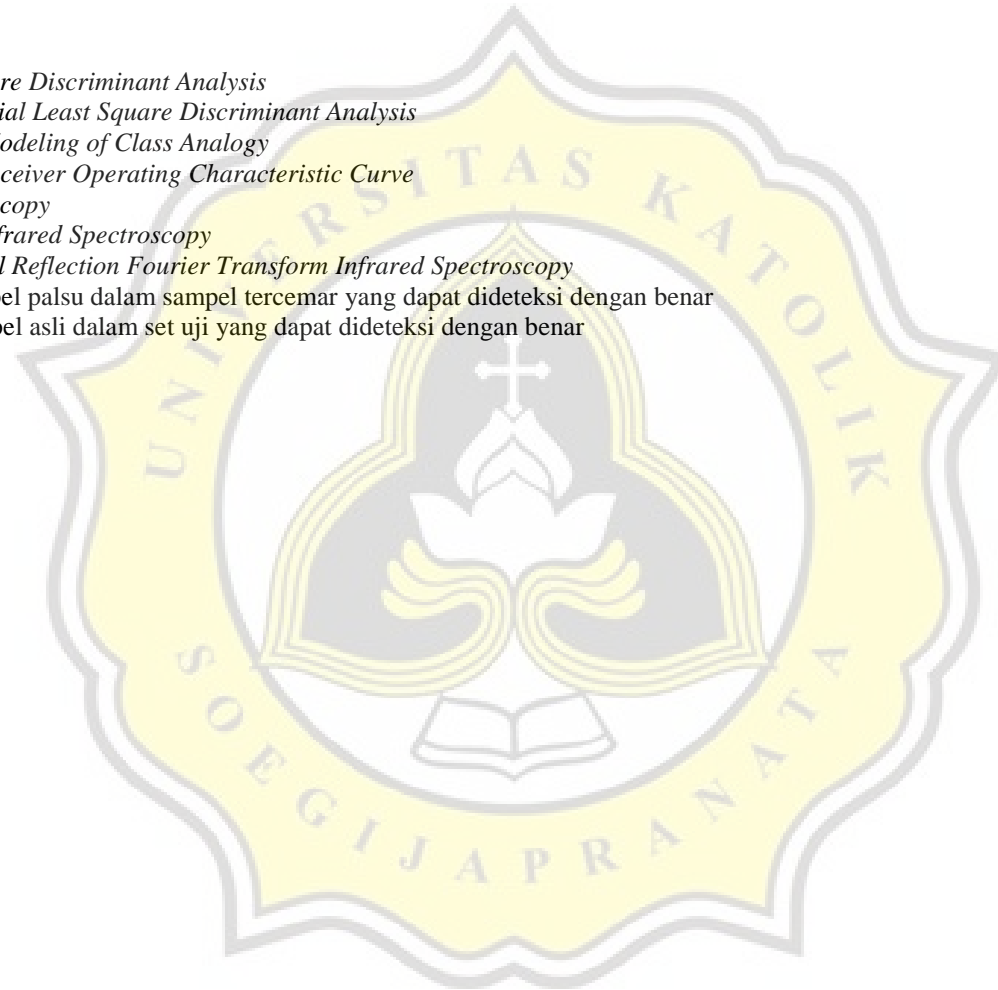 re Discriminant Analysis
ial Least Square Discriminant Analysis
odeling of Class Analogy
ceiver Operating Characteristic Curve
copy
frared Spectroscopy
l Reflection Fourier Transform Infrared Spectroscopy
pel palsu dalam sampel tercemar yang dapat dideteksi dengan benar
pel asli dalam set uji yang dapat dideteksi dengan benar
UNIVERSITAS KATOLIK
SOEGIJAPRANATA